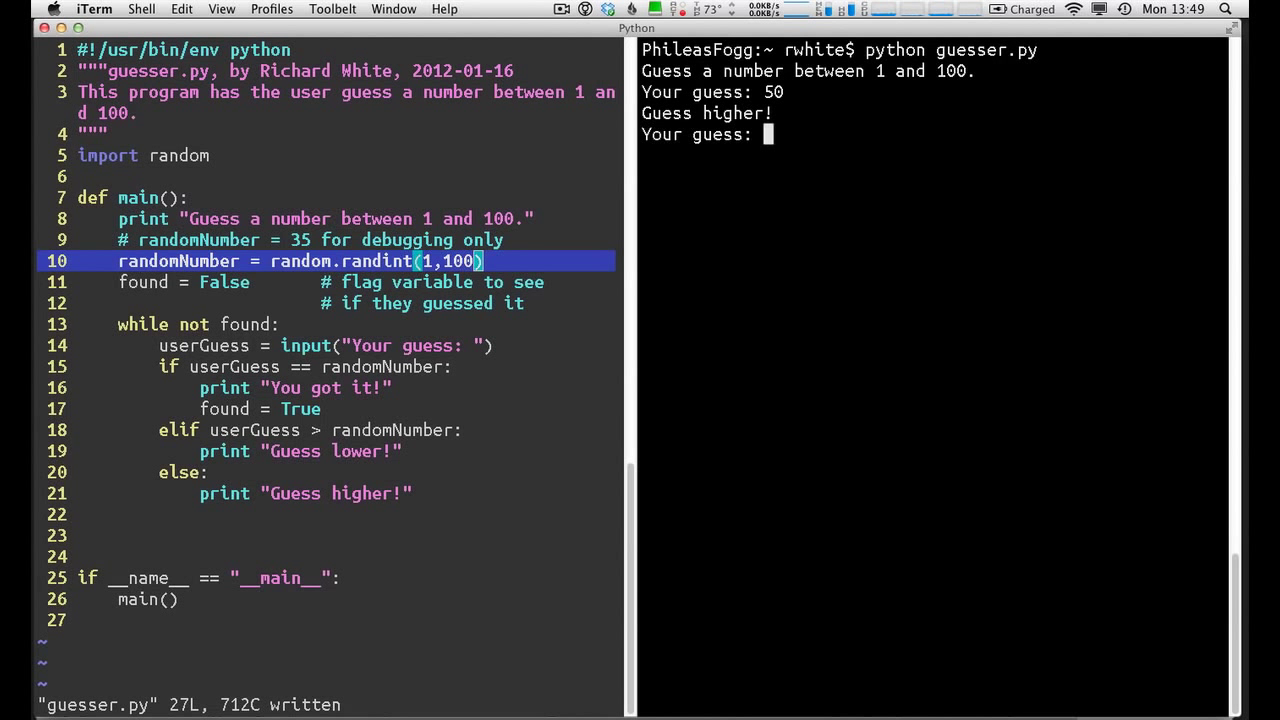 iTerm Shell Edit View Profiles Toolbelt Window Help 73° 0.0KB/s 0.0KB/s Charged Mon 13:49
Python
1 #!/usr/bin/env python
2 """guesser.py, by Richard White, 2012-01-16
3 This program has the user guess a number between 1 an
d 100.
4 """
5 import random
6
7 def main():
8     print "Guess a number between 1 and 100."
9     # randomNumber = 35 for debugging only
10     randomNumber = random.randint(1,100)
11     found = False       # flag variable to see
12                         # if they guessed it
13     while not found:
14         userGuess = input("Your guess: ")
15         if userGuess == randomNumber:
16             print "You got it!"
17             found = True
18         elif userGuess > randomNumber:
19             print "Guess lower!"
20         else:
21             print "Guess higher!"
22
23
24
25 if __name__ == "__main__":
26     main()
27
~
~
~
"guesser.py" 27L, 712C written
PhileasFogg:~ rwhite$ python guesser.py
Guess a number between 1 and 100.
Your guess: 50
Guess higher!
Your guess: